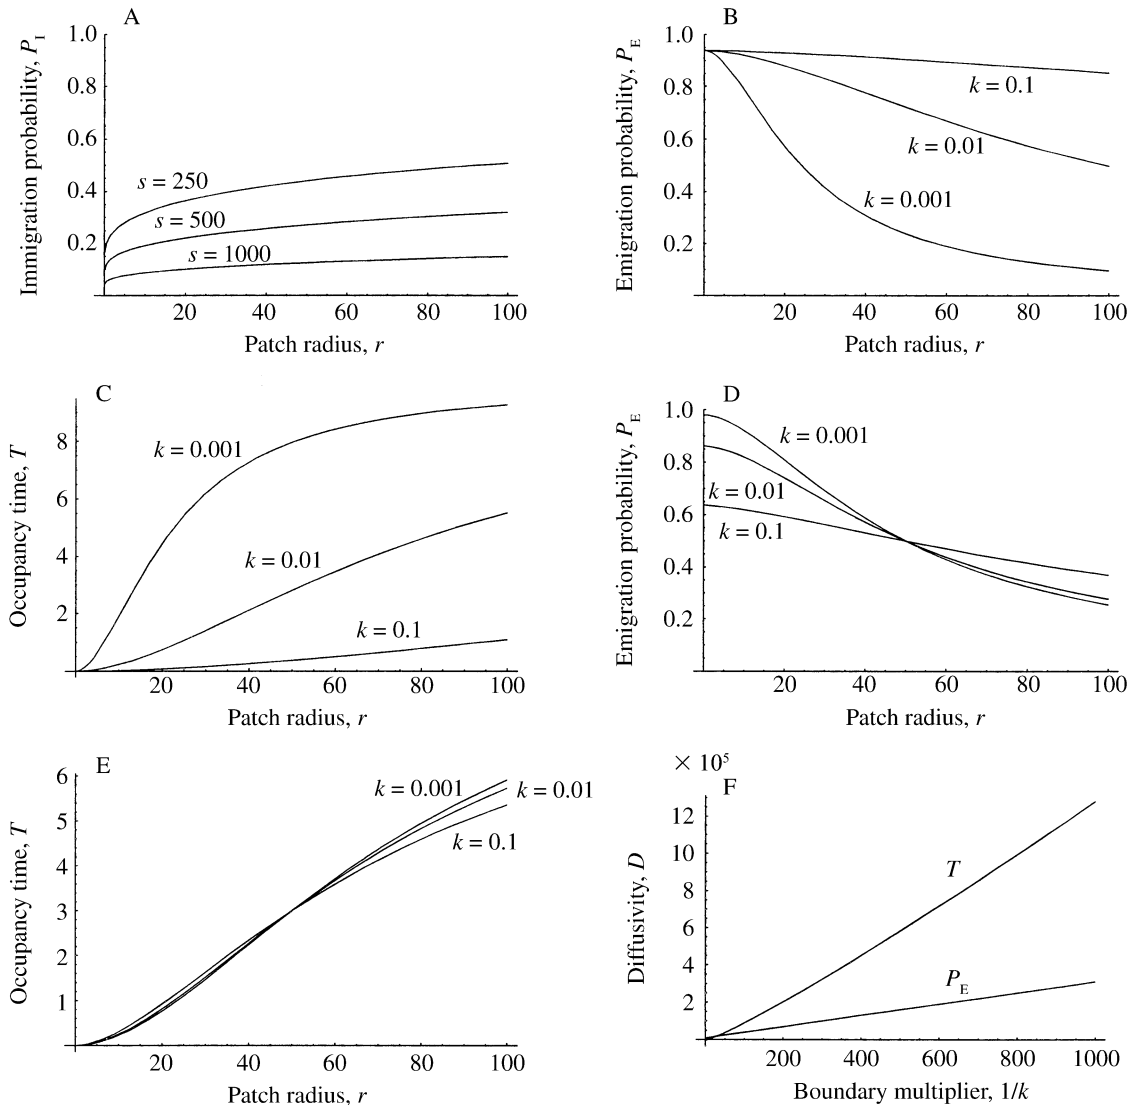 A
Immigration probability, P_I
1.0
0.8
0.6
0.4
0.2
s = 250
s = 500
s = 1000
20 40 60 80 100
Patch radius, r
B
Emigration probability, P_E
1.0
0.8
0.6
0.4
0.2
k = 0.1
k = 0.01
k = 0.001
20 40 60 80 100
Patch radius, r
C
Occupancy time, T
8
6
4
2
k = 0.001
k = 0.01
k = 0.1
20 40 60 80 100
Patch radius, r
D
Emigration probability, P_E
1.0
0.8
0.6
0.4
0.2
k = 0.001
k = 0.01
k = 0.1
20 40 60 80 100
Patch radius, r
E
Occupancy time, T
6
5
4
3
2
1
k = 0.001
k = 0.01
k = 0.1
20 40 60 80 100
Patch radius, r
× 10⁵
F
Diffusivity, D
12
10
8
6
4
2
T
P_E
200 400 600 800 1000
Boundary multiplier, 1/k